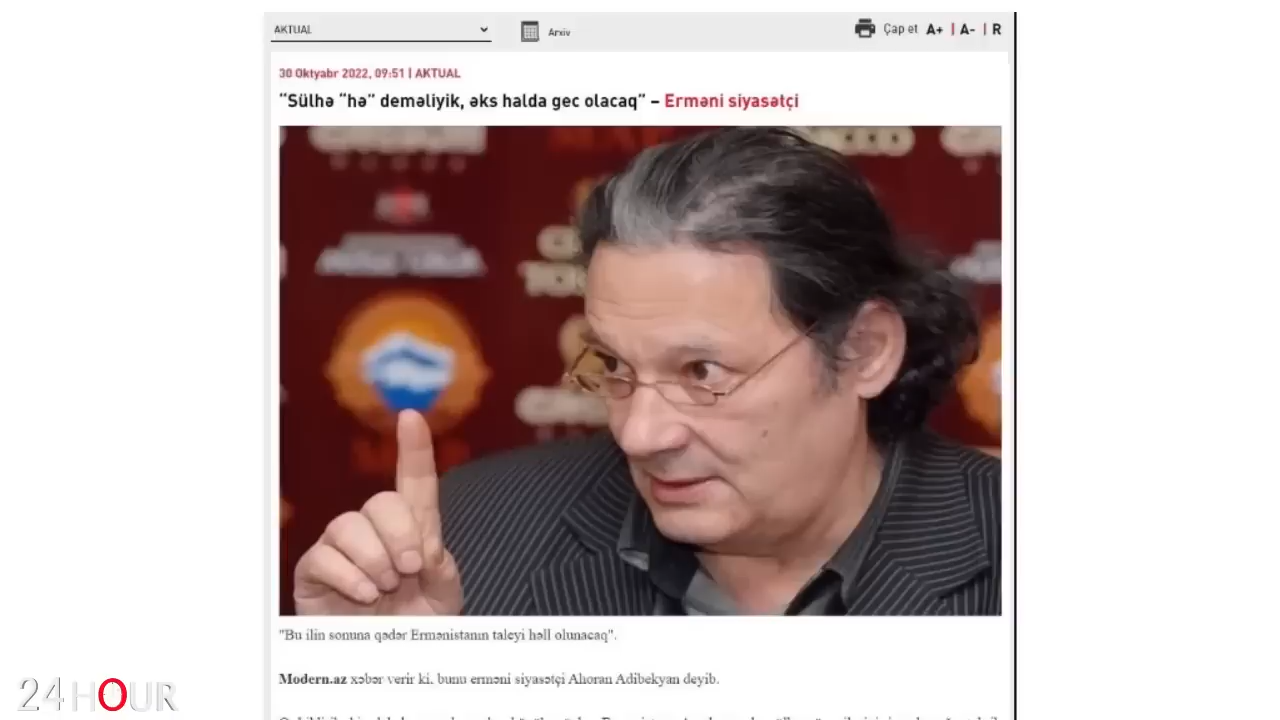 AKTUAL
Arxiv
Çap et A+ | A- | R
30 Oktyabr 2022, 09:51 | AKTUAL
“Sülhə “hə” deməliyik, əks halda gec olacaq” – Erməni siyasətçi
"Bu ilin sonuna qədər Ermənistanın taleyi həll olunacaq".
Modern.az xəbər verir ki, bunu erməni siyasətçi Ahoran Adibekyan deyib.
24HOUR